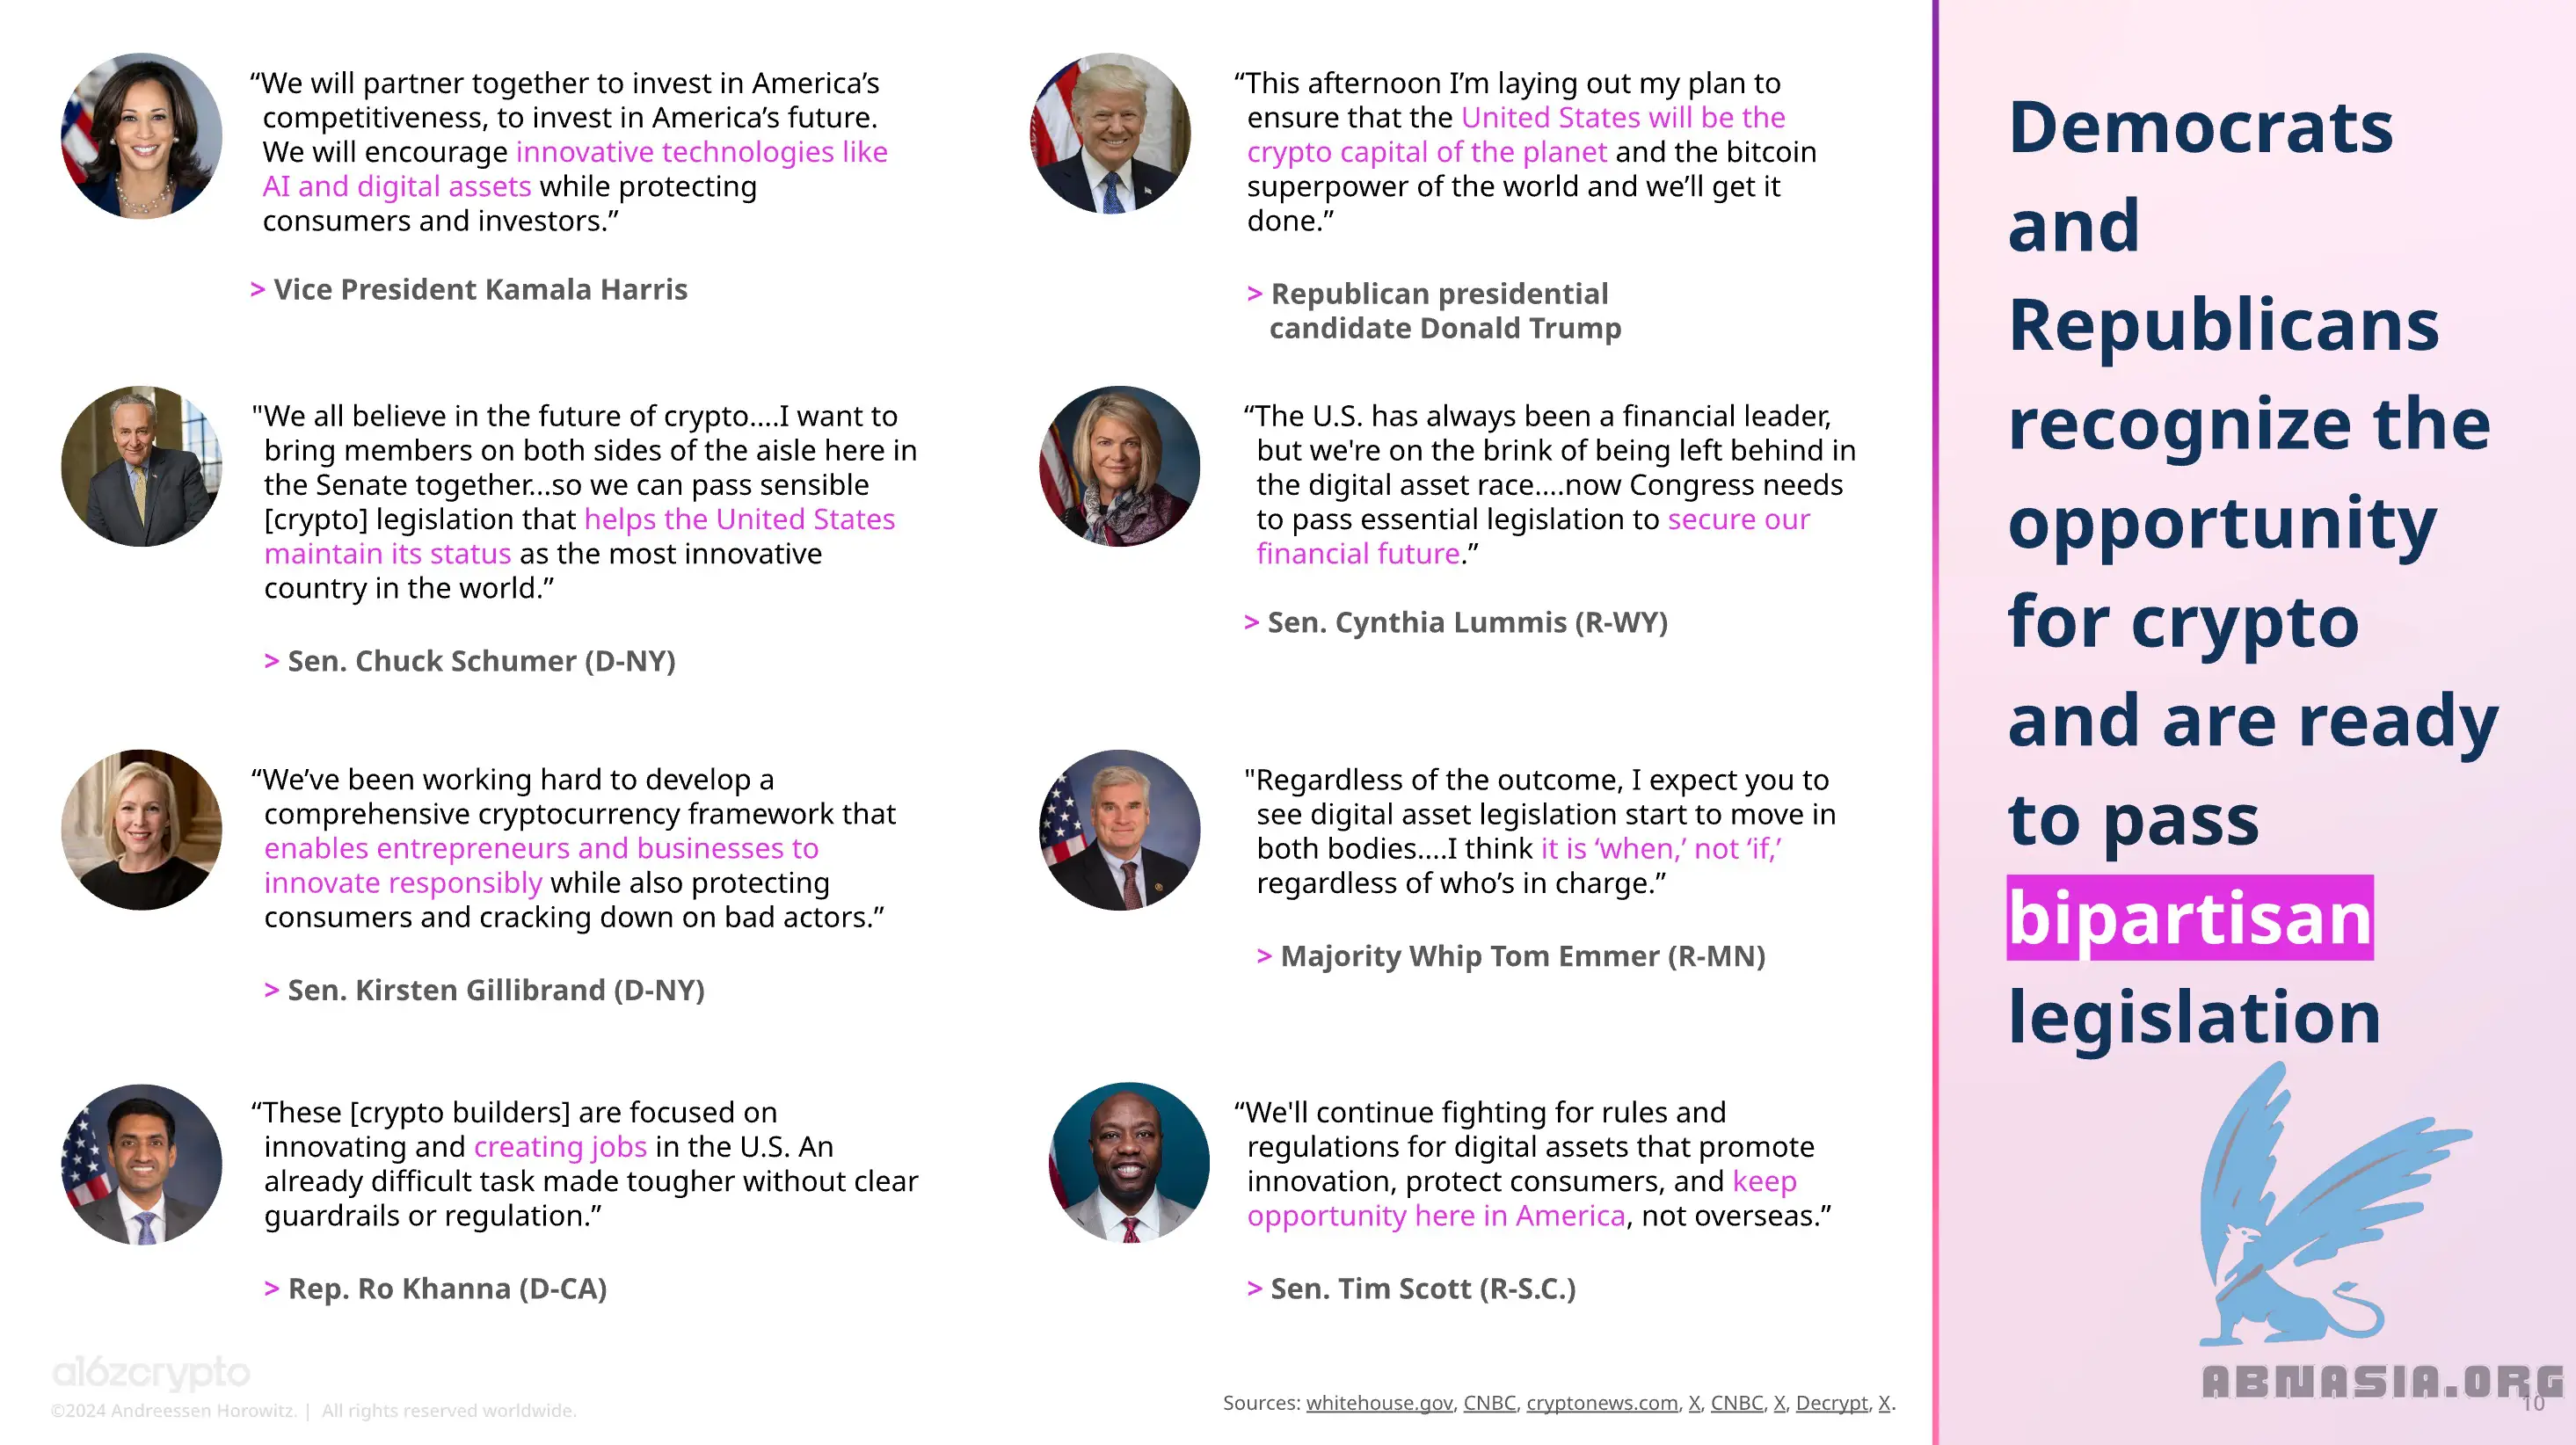 “We will partner together to invest in America’s
competitiveness, to invest in America’s future.
We will encourage innovative technologies like
AI and digital assets while protecting
consumers and investors.”
> Vice President Kamala Harris
“This afternoon I’m laying out my plan to
ensure that the United States will be the
crypto capital of the planet and the bitcoin
superpower of the world and we’ll get it
done.”
> Republican presidential
candidate Donald Trump
"We all believe in the future of crypto....I want to
bring members on both sides of the aisle here in
the Senate together...so we can pass sensible
[crypto] legislation that helps the United States
maintain its status as the most innovative
country in the world.”
> Sen. Chuck Schumer (D-NY)
“The U.S. has always been a financial leader,
but we're on the brink of being left behind in
the digital asset race....now Congress needs
to pass essential legislation to secure our
financial future.”
> Sen. Cynthia Lummis (R-WY)
“We’ve been working hard to develop a
comprehensive cryptocurrency framework that
enables entrepreneurs and businesses to
innovate responsibly while also protecting
consumers and cracking down on bad actors.”
> Sen. Kirsten Gillibrand (D-NY)
"Regardless of the outcome, I expect you to
see digital asset legislation start to move in
both bodies....I think it is ‘when,’ not ‘if,’
regardless of who’s in charge.”
> Majority Whip Tom Emmer (R-MN)
“These [crypto builders] are focused on
innovating and creating jobs in the U.S. An
already difficult task made tougher without clear
guardrails or regulation.”
> Rep. Ro Khanna (D-CA)
“We'll continue fighting for rules and
regulations for digital assets that promote
innovation, protect consumers, and keep
opportunity here in America, not overseas.”
> Sen. Tim Scott (R-S.C.)
Democrats
and
Republicans
recognize the
opportunity
for crypto
and are ready
to pass
bipartisan
legislation
a16zcrypto
©2024 Andreessen Horowitz. | All rights reserved worldwide.
Sources: whitehouse.gov, CNBC, cryptonews.com, X, CNBC, X, Decrypt, X.
ABNASIA.ORG
10